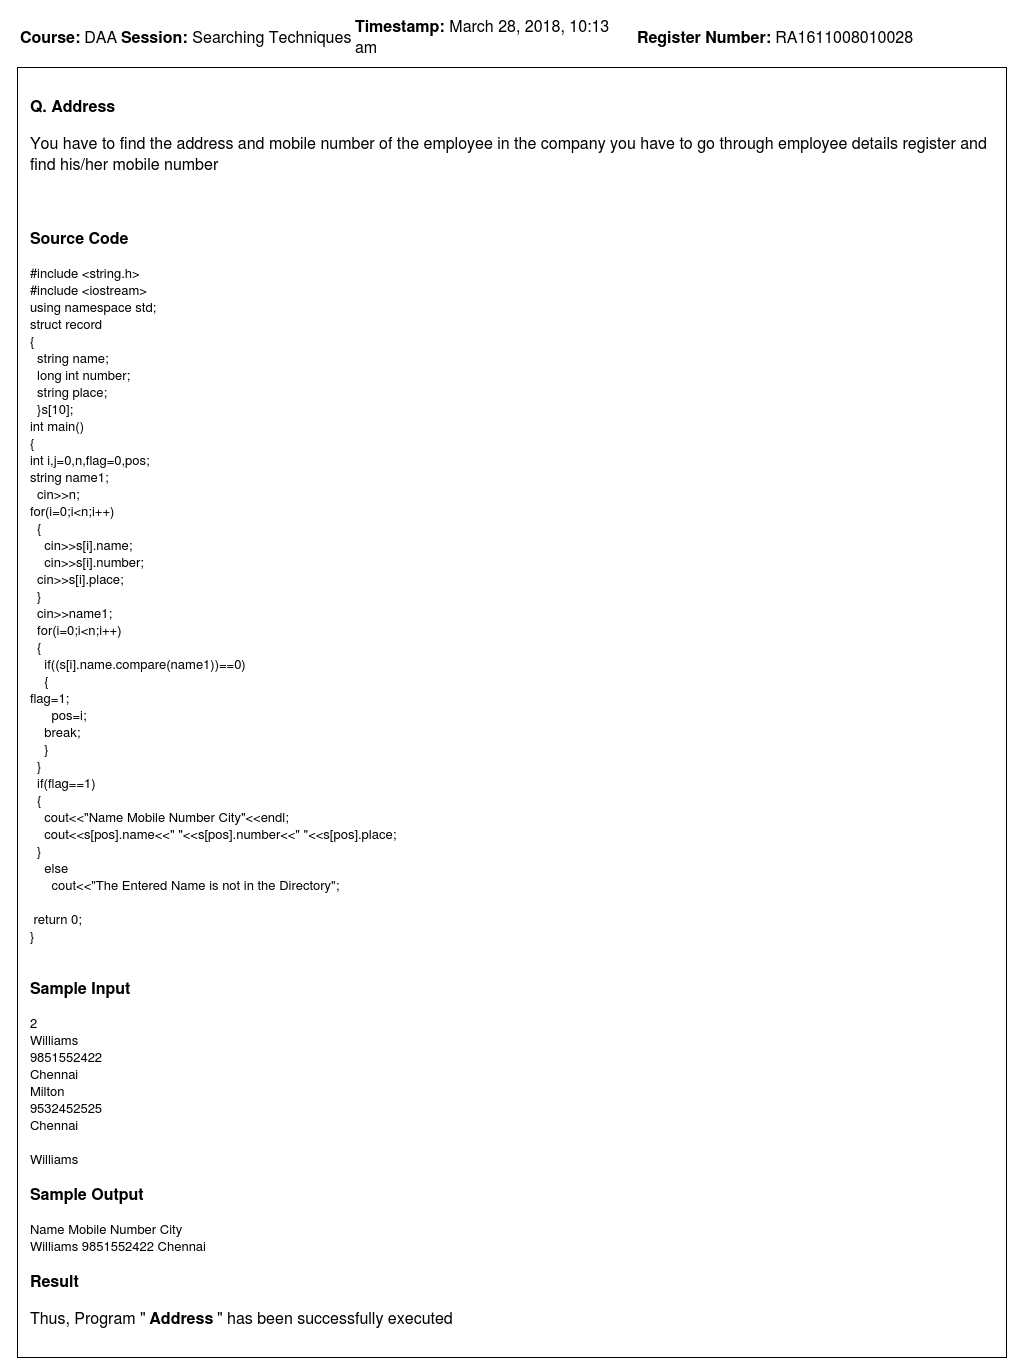 Course: DAA Session: Searching Techniques Timestamp: March 28, 2018, 10:13 am Register Number: RA1611008010028
Q. Address
You have to find the address and mobile number of the employee in the company you have to go through employee details register and
find his/her mobile number
Source Code
#include <string.h>
#include <iostream>
using namespace std;
struct record
{
  string name;
  long int number;
  string place;
  }s[10];
int main()
{
int i,j=0,n,flag=0,pos;
string name1;
  cin>>n;
for(i=0;i<n;i++)
  {
    cin>>s[i].name;
    cin>>s[i].number;
  cin>>s[i].place;
  }
  cin>>name1;
  for(i=0;i<n;i++)
  {
    if((s[i].name.compare(name1))==0)
    {
flag=1;
      pos=i;
    break;
    }
  }
  if(flag==1)
  {
    cout<<"Name Mobile Number City"<<endl;
    cout<<s[pos].name<<" "<<s[pos].number<<" "<<s[pos].place;
  }
    else
      cout<<"The Entered Name is not in the Directory";
 return 0;
}
Sample Input
2
Williams
9851552422
Chennai
Milton
9532452525
Chennai
Williams
Sample Output
Name Mobile Number City
Williams 9851552422 Chennai
Result
Thus, Program " Address " has been successfully executed